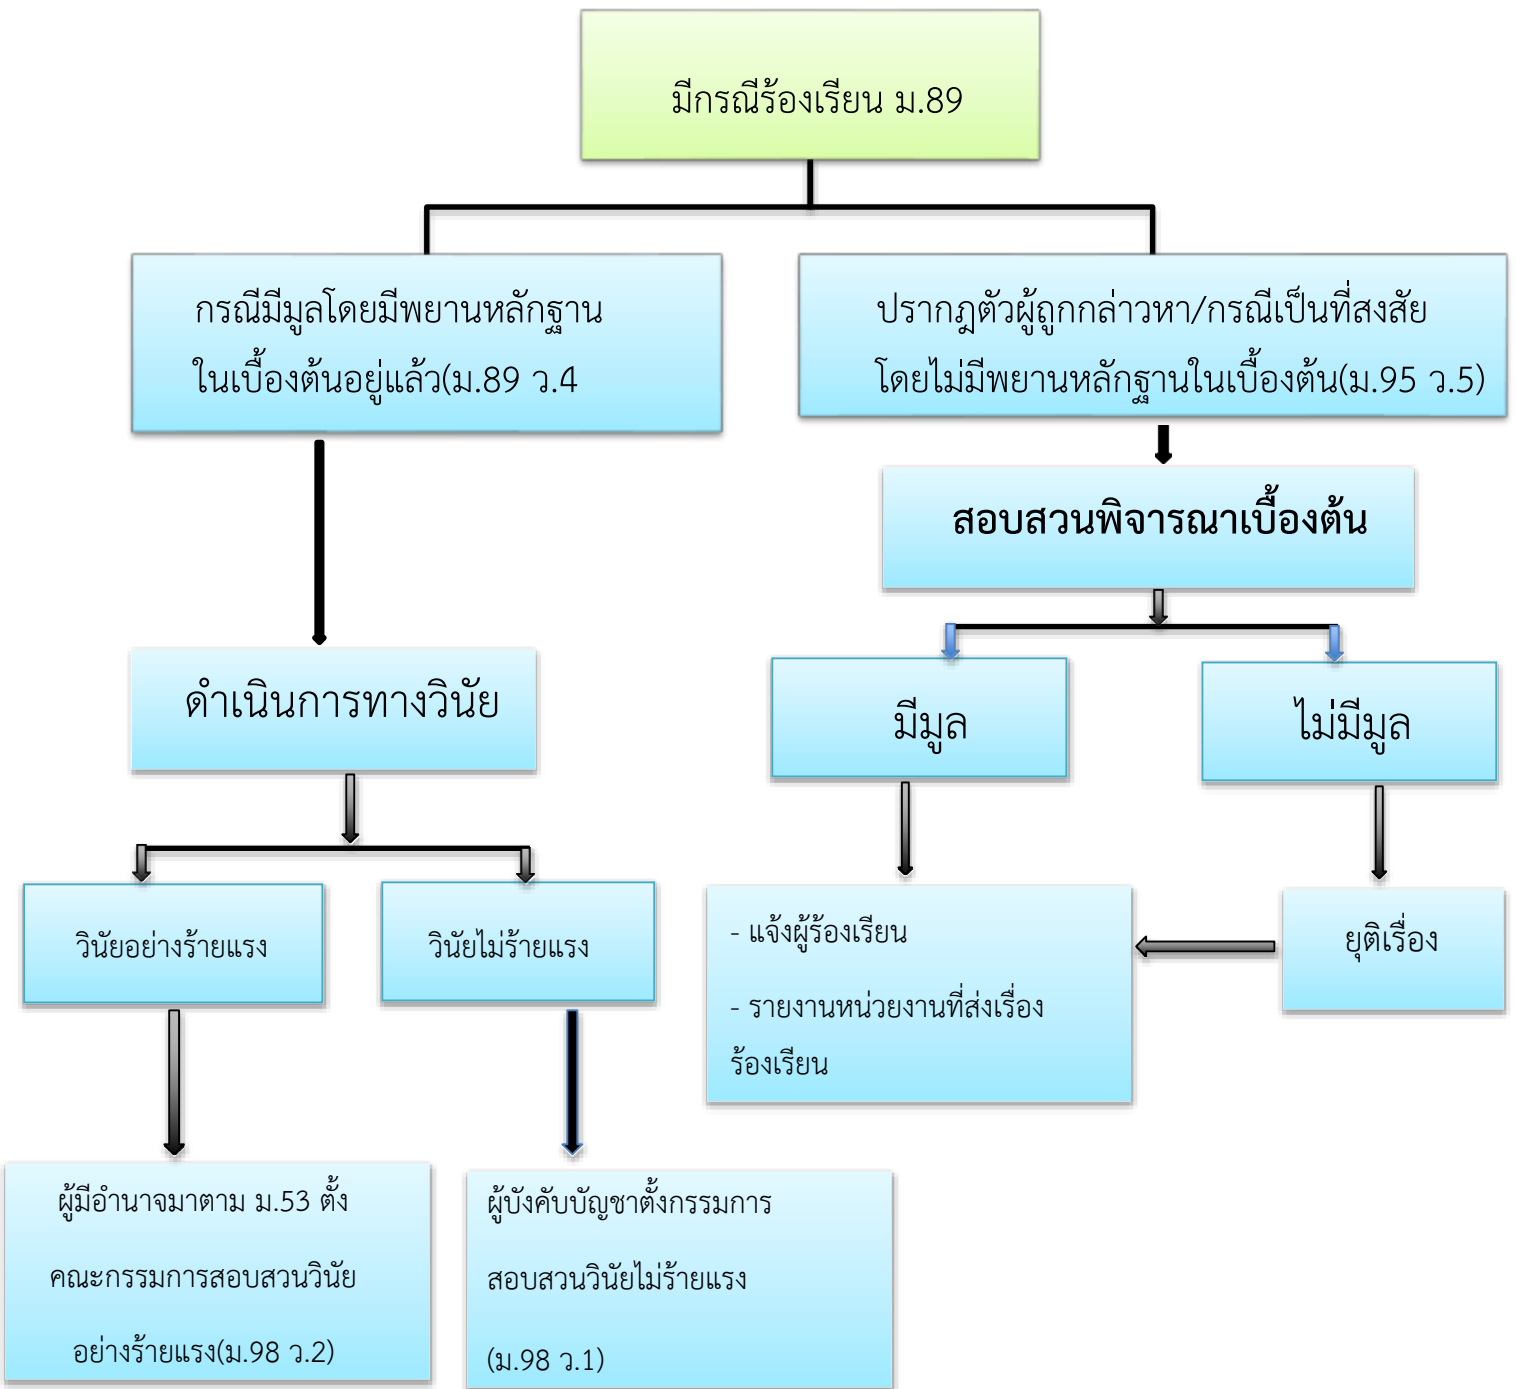 มีกรณีร้องเรียน ม.89
กรณีมีมูลโดยมีพยานหลักฐาน
ในเบื้องต้นอยู่แล้ว(ม.89 ว.4
ปรากฎตัวผู้ถูกกล่าวหา/กรณีเป็นที่สงสัย
โดยไม่มีพยานหลักฐานในเบื้องต้น(ม.95 ว.5)
สอบสวนพิจารณาเบื้องต้น
ดำเนินการทางวินัย
มีมูล
ไม่มีมูล
วินัยอย่างร้ายแรง
วินัยไม่ร้ายแรง
- แจ้งผู้ร้องเรียน
- รายงานหน่วยงานที่ส่งเรื่อง
ร้องเรียน
ยุติเรื่อง
ผู้มีอำนาจมาตาม ม.53 ตั้ง
คณะกรรมการสอบสวนวินัย
อย่างร้ายแรง(ม.98 ว.2)
ผู้บังคับบัญชาตั้งกรรมการ
สอบสวนวินัยไม่ร้ายแรง
(ม.98 ว.1)